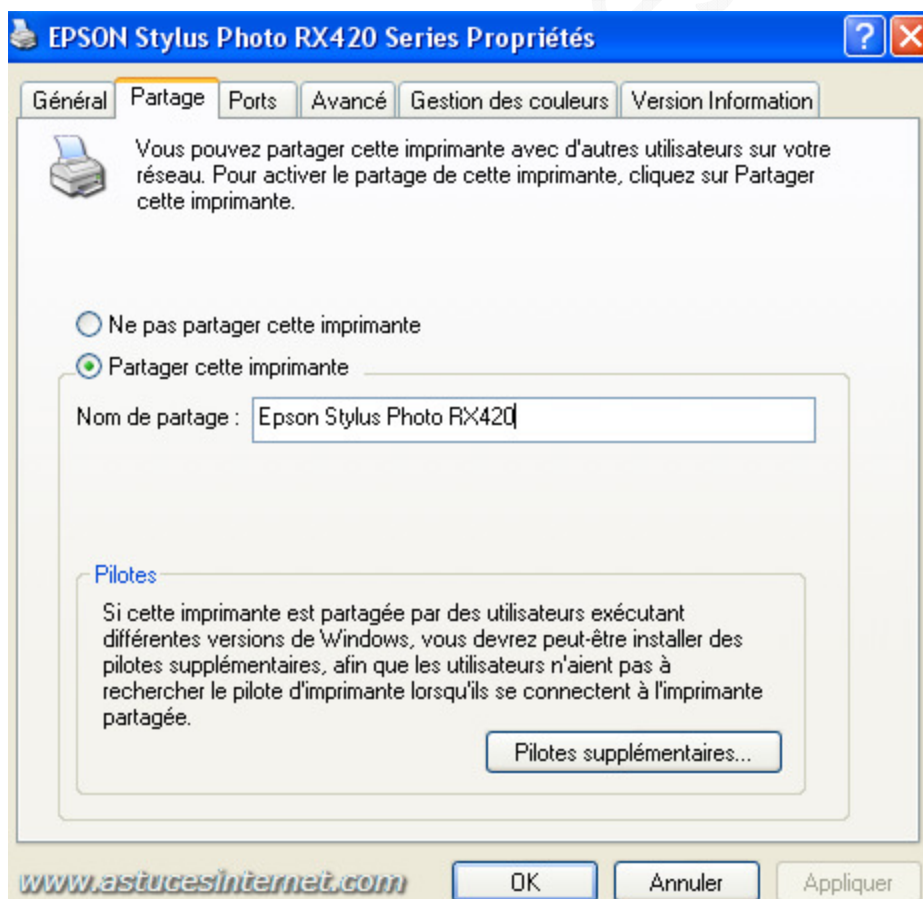 EPSON Stylus Photo RX420 Series Propriétés
?
Général Partage Ports Avancé Gestion des couleurs Version Information
Vous pouvez partager cette imprimante avec d'autres utilisateurs sur votre
réseau. Pour activer le partage de cette imprimante, cliquez sur Partager
cette imprimante.
Ne pas partager cette imprimante
Partager cette imprimante
Nom de partage : Epson Stylus Photo RX420
Pilotes
Si cette imprimante est partagée par des utilisateurs exécutant
différentes versions de Windows, vous devrez peut-être installer des
pilotes supplémentaires, afin que les utilisateurs n'aient pas à
rechercher le pilote d'imprimante lorsqu'ils se connectent à l'imprimante
partagée.
Pilotes supplémentaires...
www.astucesinternet.com OK Annuler Appliquer